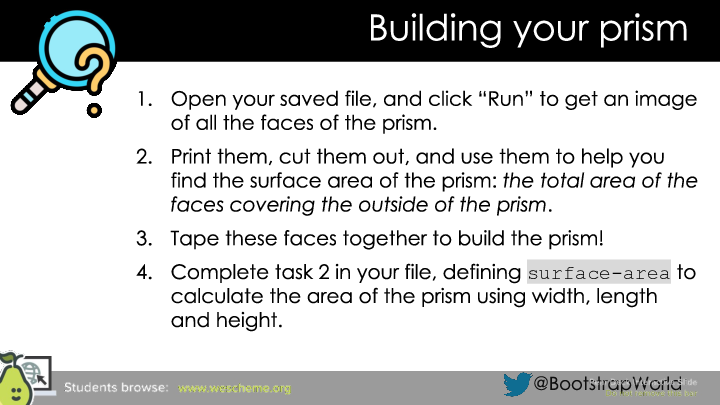 Building your prism
1. Open your saved file, and click “Run” to get an image
of all the faces of the prism.
2. Print them, cut them out, and use them to help you
find the surface area of the prism: the total area of the
faces covering the outside of the prism.
3. Tape these faces together to build the prism!
4. Complete task 2 in your file, defining surface-area to
calculate the area of the prism using width, length
and height.
Students browse: www.wescheme.org
@BootstrapWorld